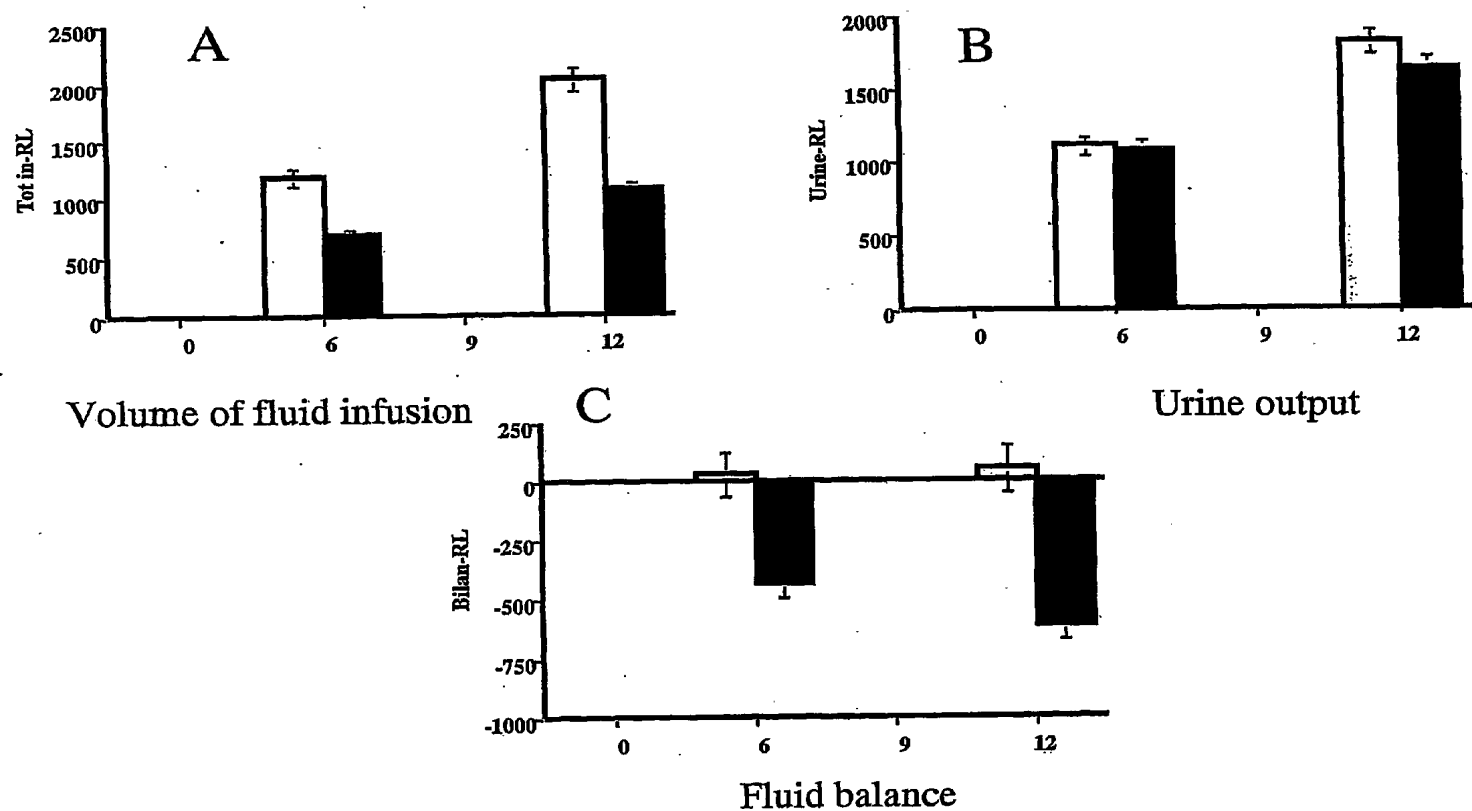 A
2500
2000
1500
1000
500
0
Tot in-RL
0 6 9 12
Volume of fluid infusion
B
2000
1500
1000
500
0
Urine-RL
0 6 9 12
Urine output
C
250
0
-250
-500
-750
-1000
Bilan-RL
0 6 9 12
Fluid balance